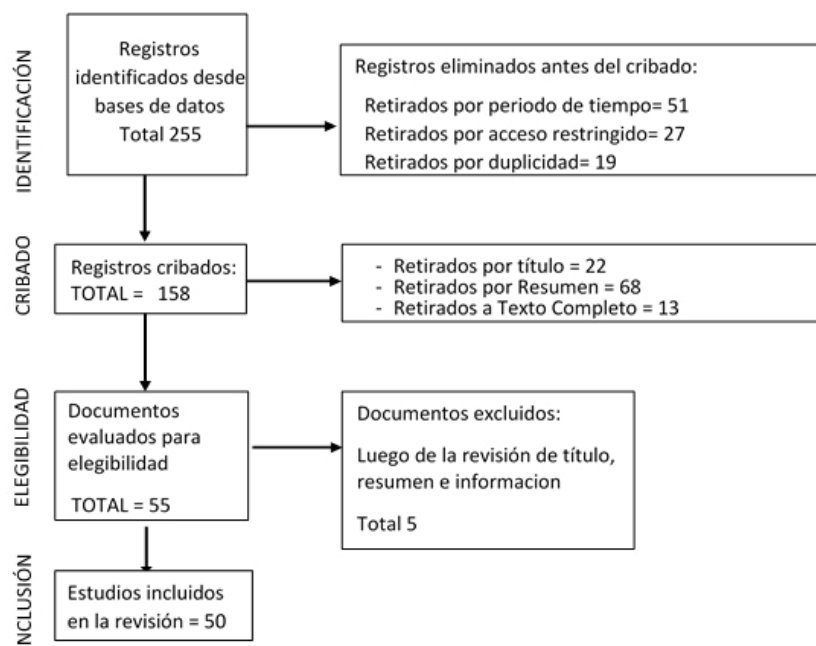 IDENTIFICACIÓN
Registros
identificados desde
bases de datos
Total 255
Registros eliminados antes del cribado:
Retirados por periodo de tiempo= 51
Retirados por acceso restringido= 27
Retirados por duplicidad= 19
CRIBADO
Registros cribados:
TOTAL = 158
- Retirados por título = 22
- Retirados por Resumen = 68
- Retirados a Texto Completo = 13
ELEGIBILIDAD
Documentos
evaluados para
elegibilidad
TOTAL = 55
Documentos excluidos:
Luego de la revisión de título,
resumen e informacion
Total 5
NCLUSIÓN
Estudios incluidos
en la revisión = 50